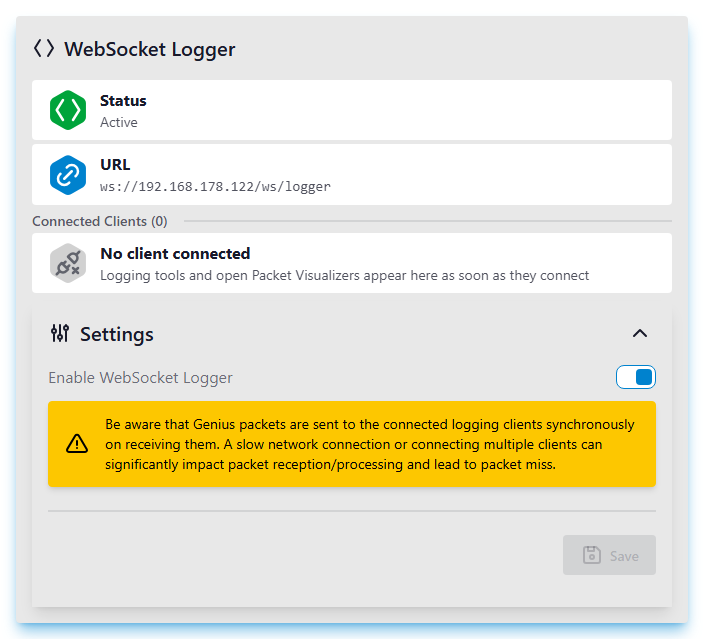 WebSocket Logger
Status
Active
URL
ws://192.168.178.122/ws/logger
Connected Clients (0)
No client connected
Logging tools and open Packet Visualizers appear here as soon as they connect
Settings
Enable WebSocket Logger
Be aware that Genius packets are sent to the connected logging clients synchronously
on receiving them. A slow network connection or connecting multiple clients can
significantly impact packet reception/processing and lead to packet miss.
Save